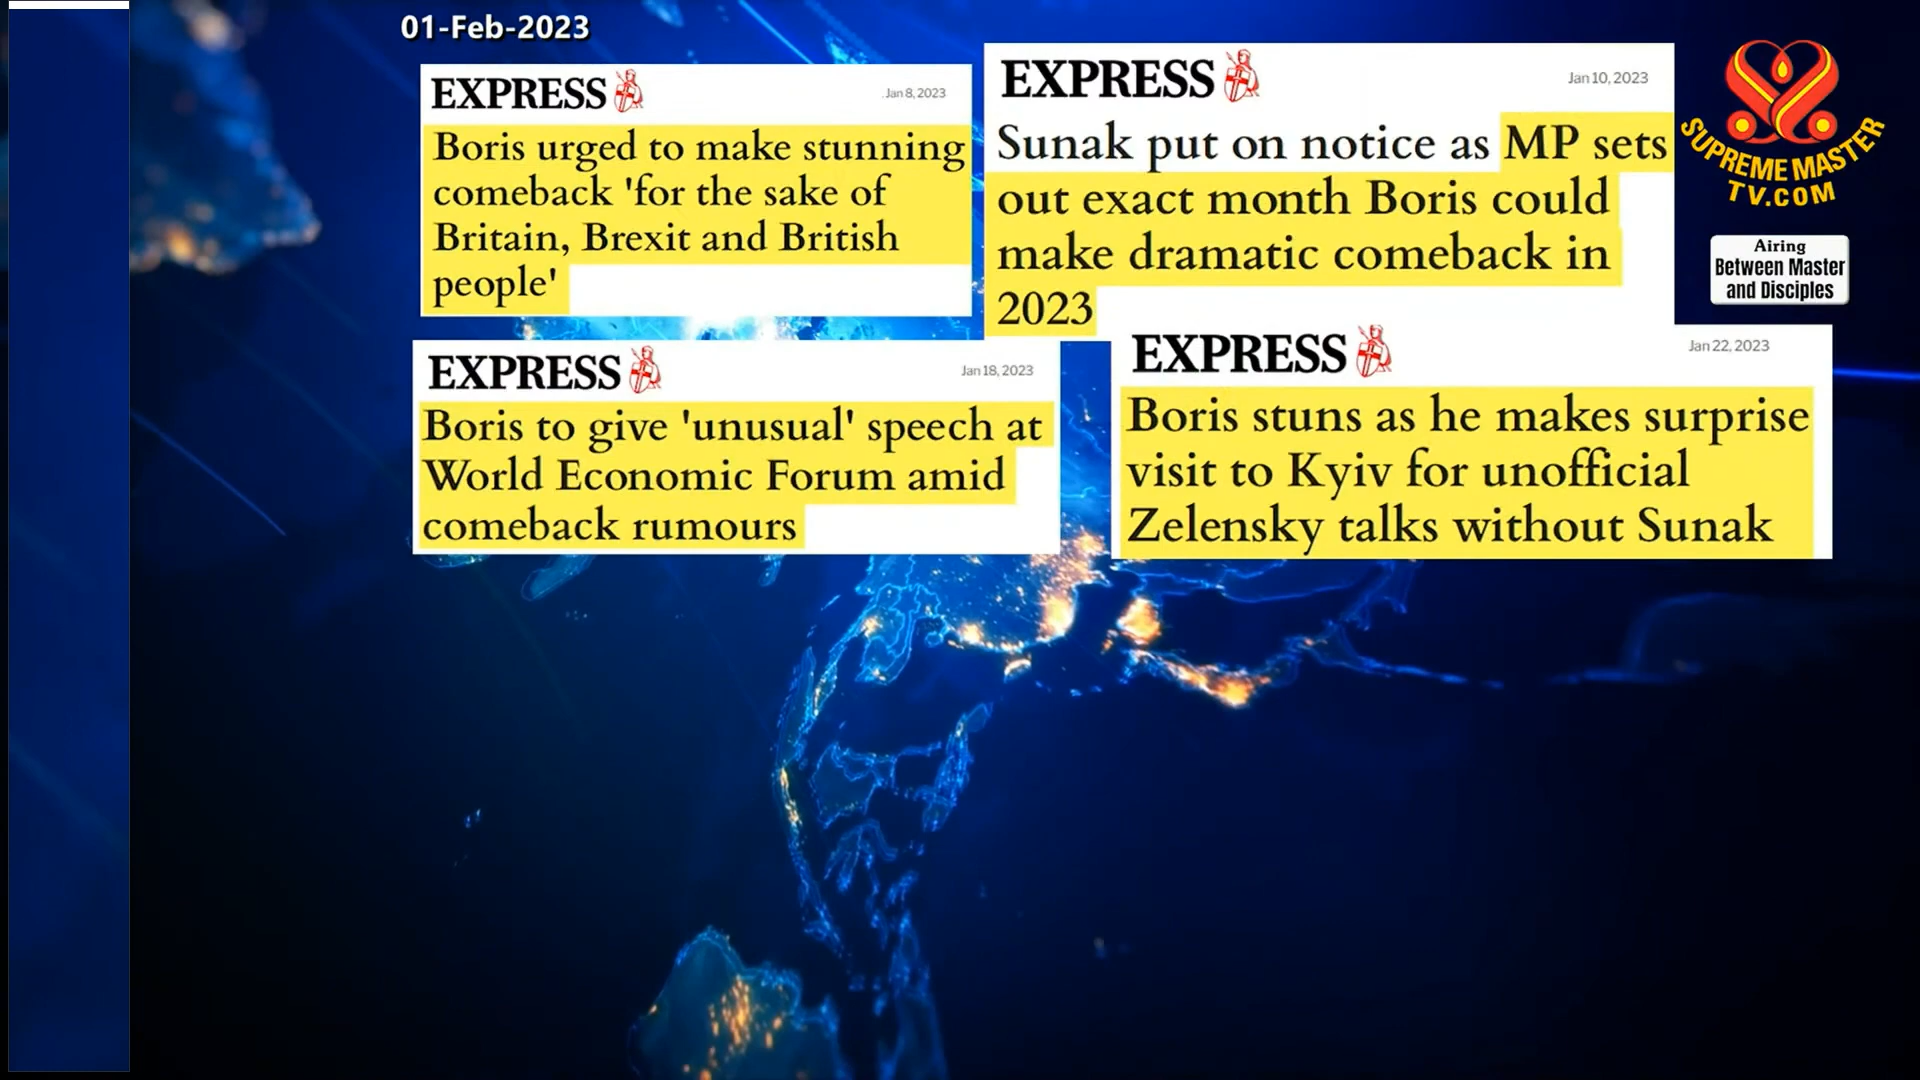 01-Feb-2023
EXPRESS
Jan 8, 2023
Boris urged to make stunning
comeback 'for the sake of
Britain, Brexit and British
people'
EXPRESS
Jan 10, 2023
Sunak put on notice as MP sets
out exact month Boris could
make dramatic comeback in
2023
SUPREME MASTER
TV.COM
Airing
Between Master
and Disciples
EXPRESS
Jan 18, 2023
Boris to give 'unusual' speech at
World Economic Forum amid
comeback rumours
EXPRESS
Jan 22, 2023
Boris stuns as he makes surprise
visit to Kyiv for unofficial
Zelensky talks without Sunak